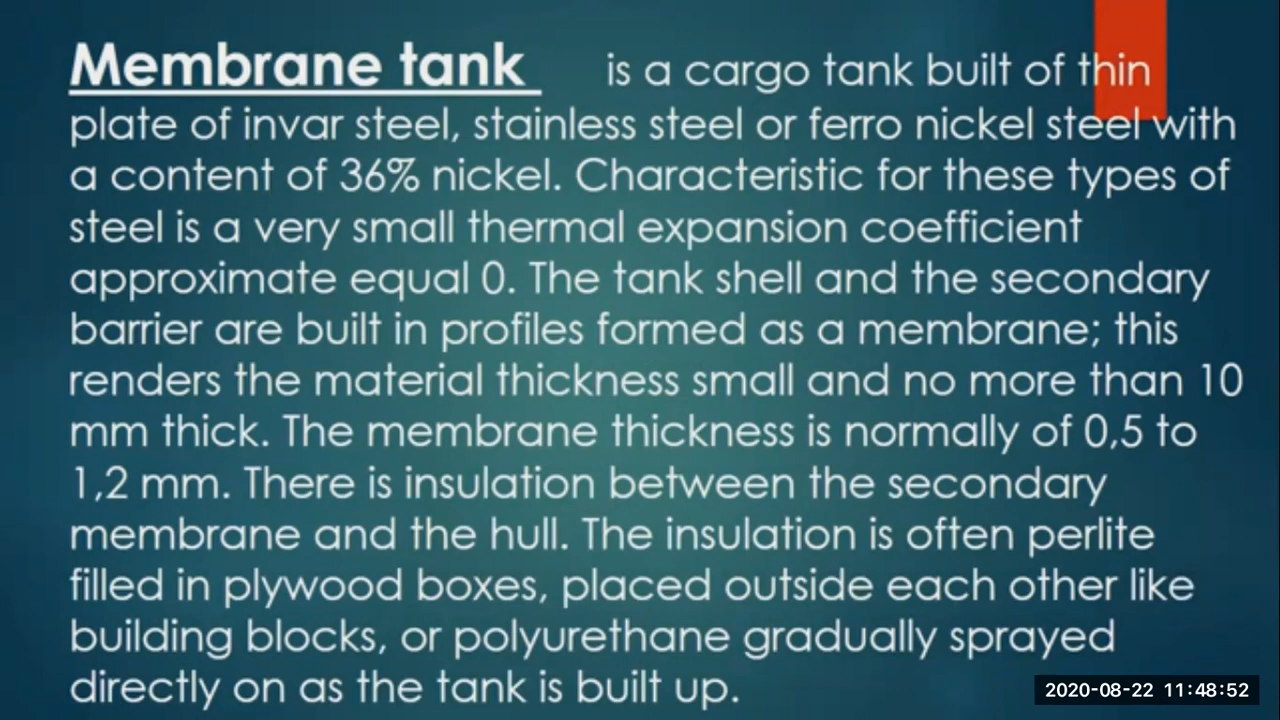 Membrane tank is a cargo tank built of thin
plate of invar steel, stainless steel or ferro nickel steel with
a content of 36% nickel. Characteristic for these types of
steel is a very small thermal expansion coefficient
approximate equal 0. The tank shell and the secondary
barrier are built in profiles formed as a membrane; this
renders the material thickness small and no more than 10
mm thick. The membrane thickness is normally of 0,5 to
1,2 mm. There is insulation between the secondary
membrane and the hull. The insulation is often perlite
filled in plywood boxes, placed outside each other like
building blocks, or polyurethane gradually sprayed
directly on as the tank is built up.
2020-08-22 11:48:52